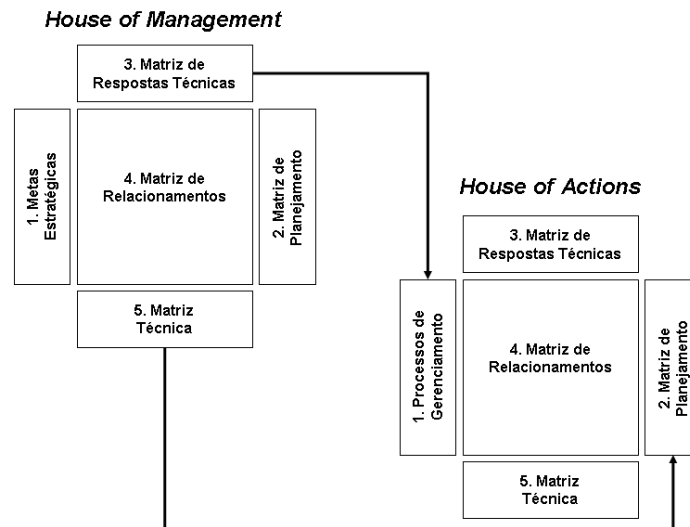 House of Management
3. Matriz de
Respostas Técnicas
1. Metas
Estratégicas
4. Matriz de
Relacionamentos
2. Matriz de
Planejamento
5. Matriz
Técnica
House of Actions
3. Matriz de
Respostas Técnicas
1. Processos de
Gerenciamento
4. Matriz de
Relacionamentos
2. Matriz de
Planejamento
5. Matriz
Técnica